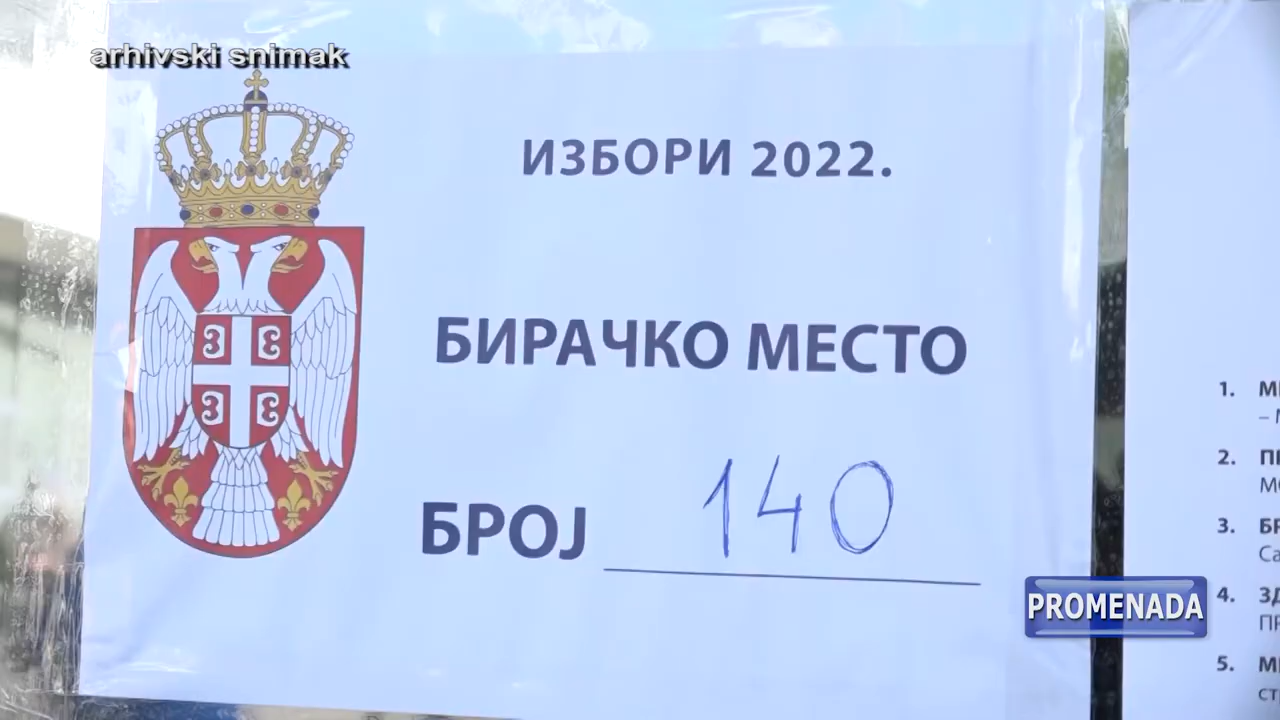 arhivski snimak
ИЗБОРИ 2022.
БИРАЧКО МЕСТО
БРОЈ 140
PROMENADA
1.
2.
3.
4.
5.